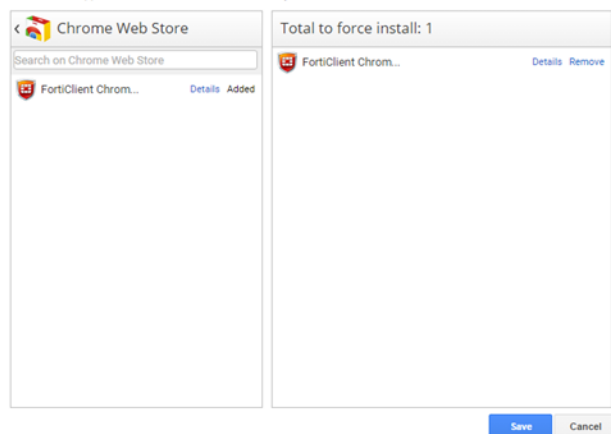 Chrome Web Store
Search on Chrome Web Store
FortiClient Chrom... Details Added
Total to force install: 1
FortiClient Chrom... Details Remove
Save Cancel